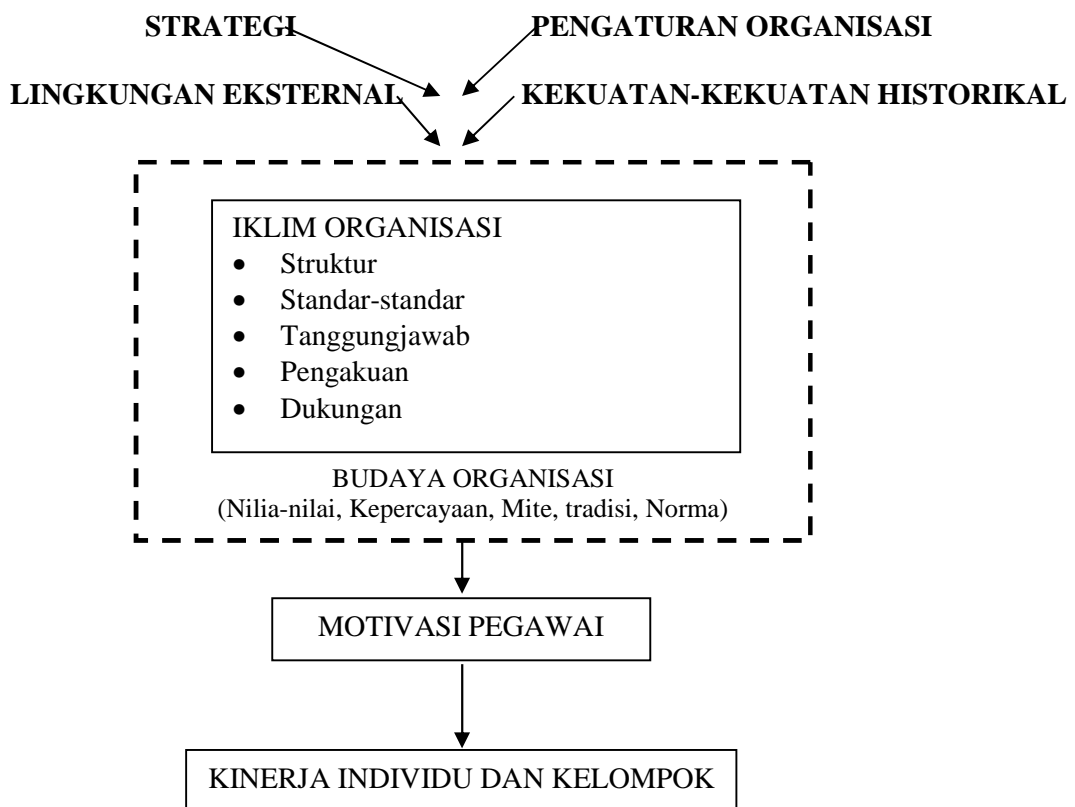 STRATEGI PENGATURAN ORGANISASI
LINGKUNGAN EKSTERNAL KEKUATAN-KEKUATAN HISTORIKAL
IKLIM ORGANISASI
• Struktur
• Standar-standar
• Tanggungjawab
• Pengakuan
• Dukungan
BUDAYA ORGANISASI
(Nilia-nilai, Kepercayaan, Mite, tradisi, Norma)
MOTIVASI PEGAWAI
KINERJA INDIVIDU DAN KELOMPOK